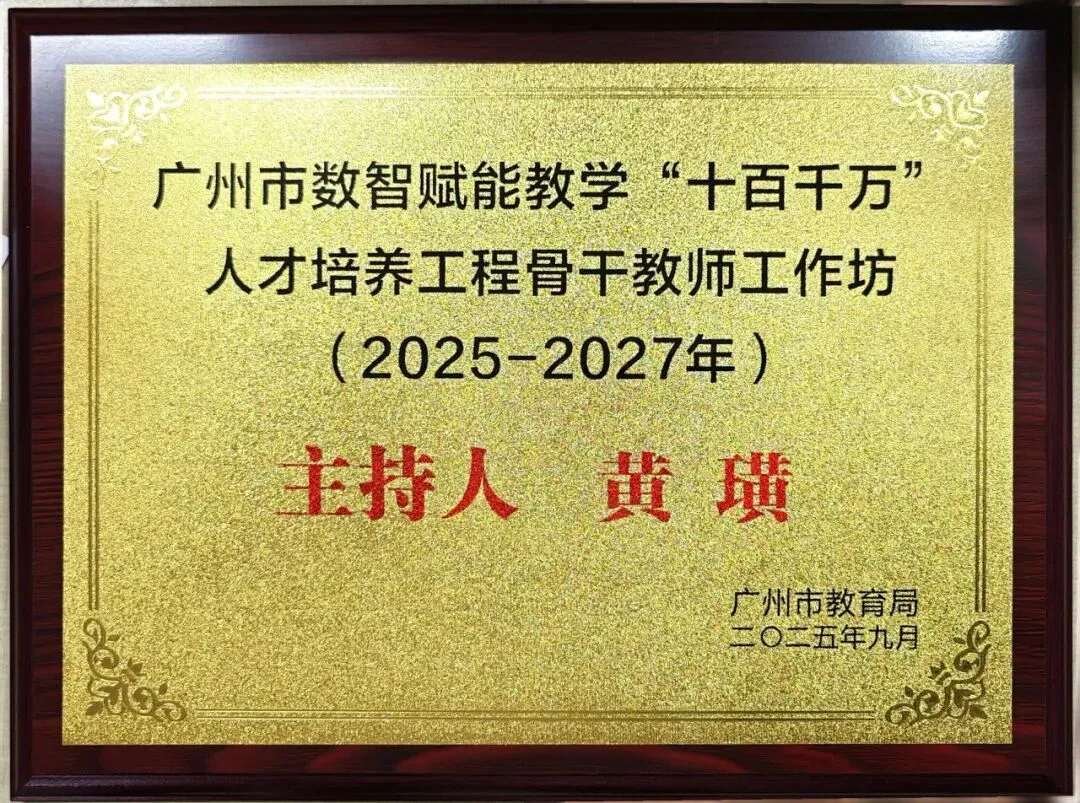 广州市数智赋能教学“十百千万”
人才培养工程骨干教师工作坊
（2025-2027年）
主持人 黄 璜
广州市教育局
二〇二五年九月